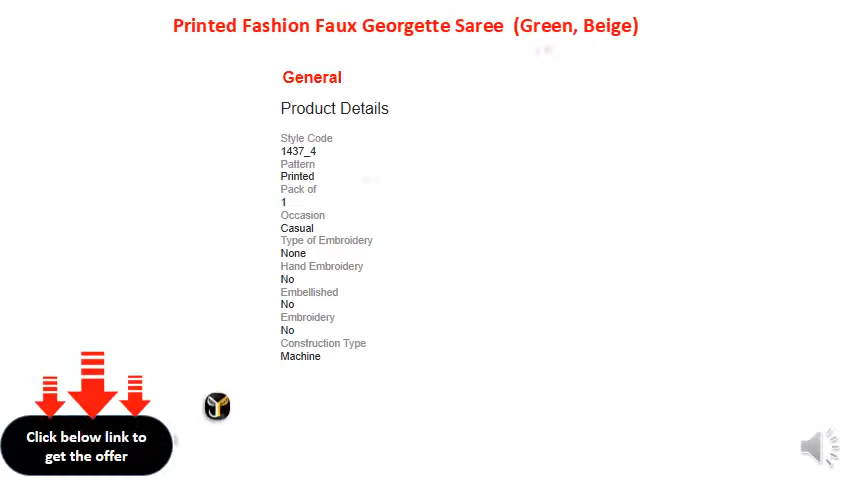 Printed Fashion Faux Georgette Saree  (Green, Beige)
General
Product Details
Style Code
1437_4
Pattern
Printed
Pack of
1
Occasion
Casual
Type of Embroidery
None
Hand Embroidery
No
Embellished
No
Embroidery
No
Construction Type
Machine
Click below link to
get the offer